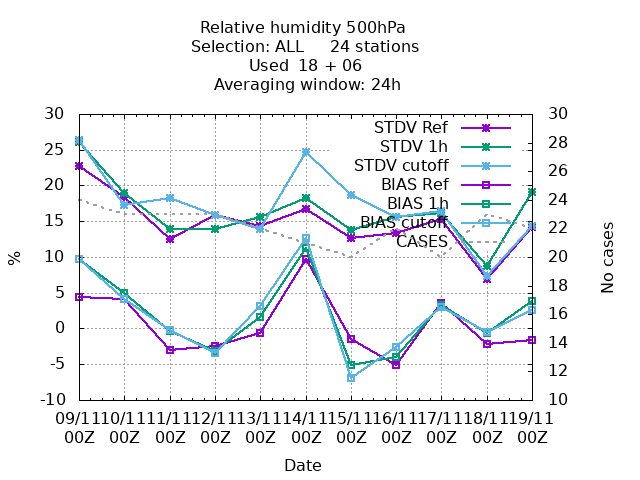 Relative humidity 500hPa
Selection: ALL     24 stations
Used  18 + 06
Averaging window: 24h
30 30
25 28
20 26
15 24
10 22
5 20
0 18
-5 16
-10 14
12
10
%
No cases
STDV Ref
STDV 1h
STDV cutoff
BIAS Ref
BIAS 1h
BIAS cutoff
CASES
09/11 10/11 11/11 12/11 13/11 14/11 15/11 16/11 17/11 18/11 19/11
00Z 00Z 00Z 00Z 00Z 00Z 00Z 00Z 00Z 00Z 00Z
Date